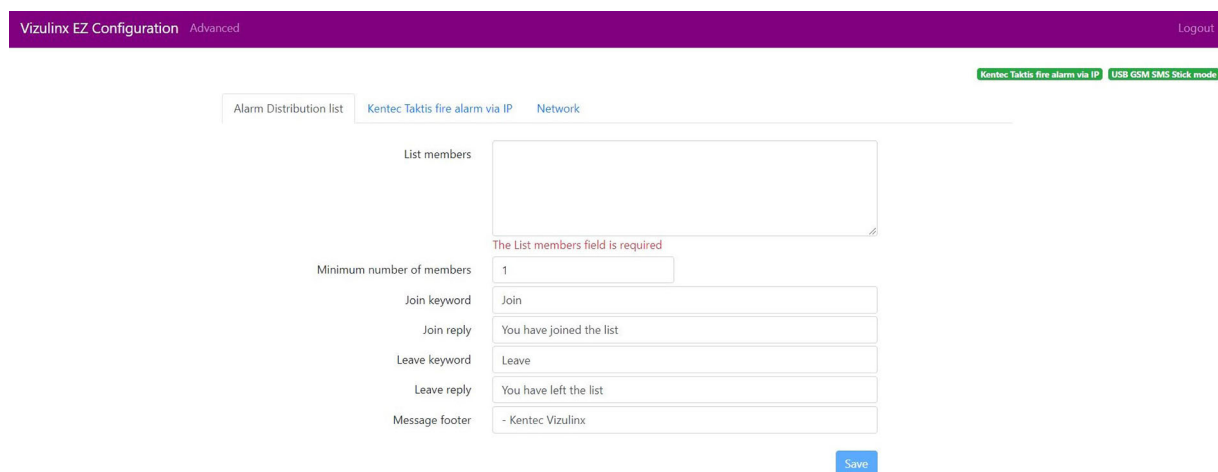 Vizulinx EZ Configuration Advanced Logout
Kentec Taktis fire alarm via IP USB GSM SMS Stick mode
Alarm Distribution list Kentec Taktis fire alarm via IP Network
List members
The List members field is required
Minimum number of members 1
Join keyword Join
Join reply You have joined the list
Leave keyword Leave
Leave reply You have left the list
Message footer - Kentec Vizulinx
Save